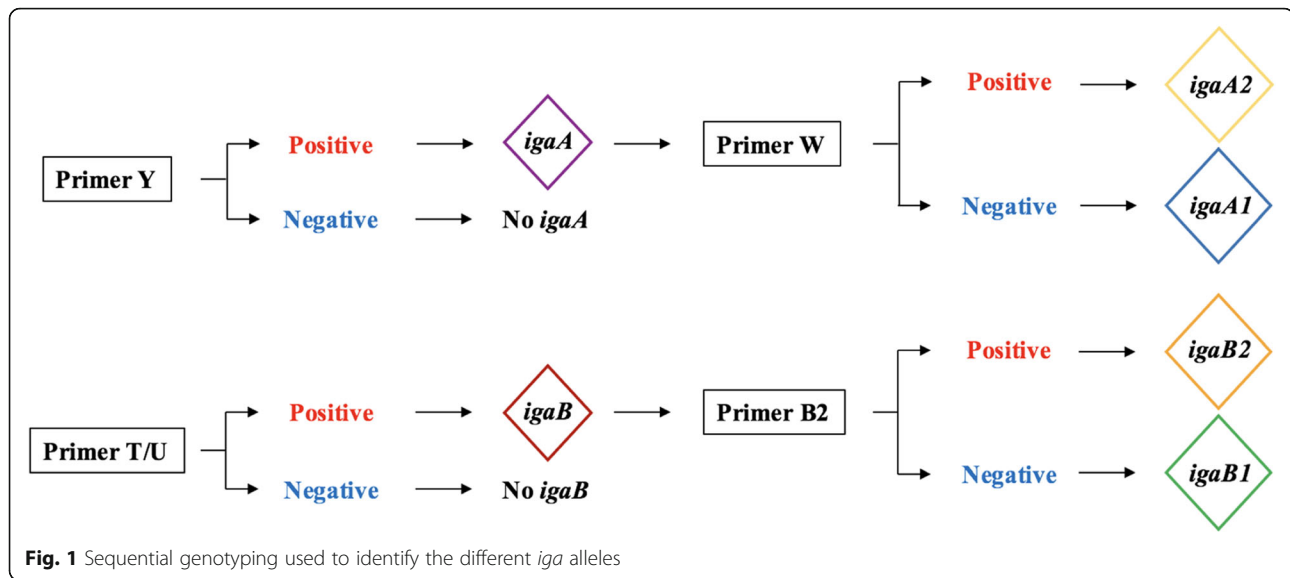 Primer Y
Positive
igaA
Primer W
Positive
igaA2
Negative
No igaA
Negative
igaA1
Primer T/U
Positive
igaB
Primer B2
Positive
igaB2
Negative
No igaB
Negative
igaB1
Fig. 1 Sequential genotyping used to identify the different iga alleles